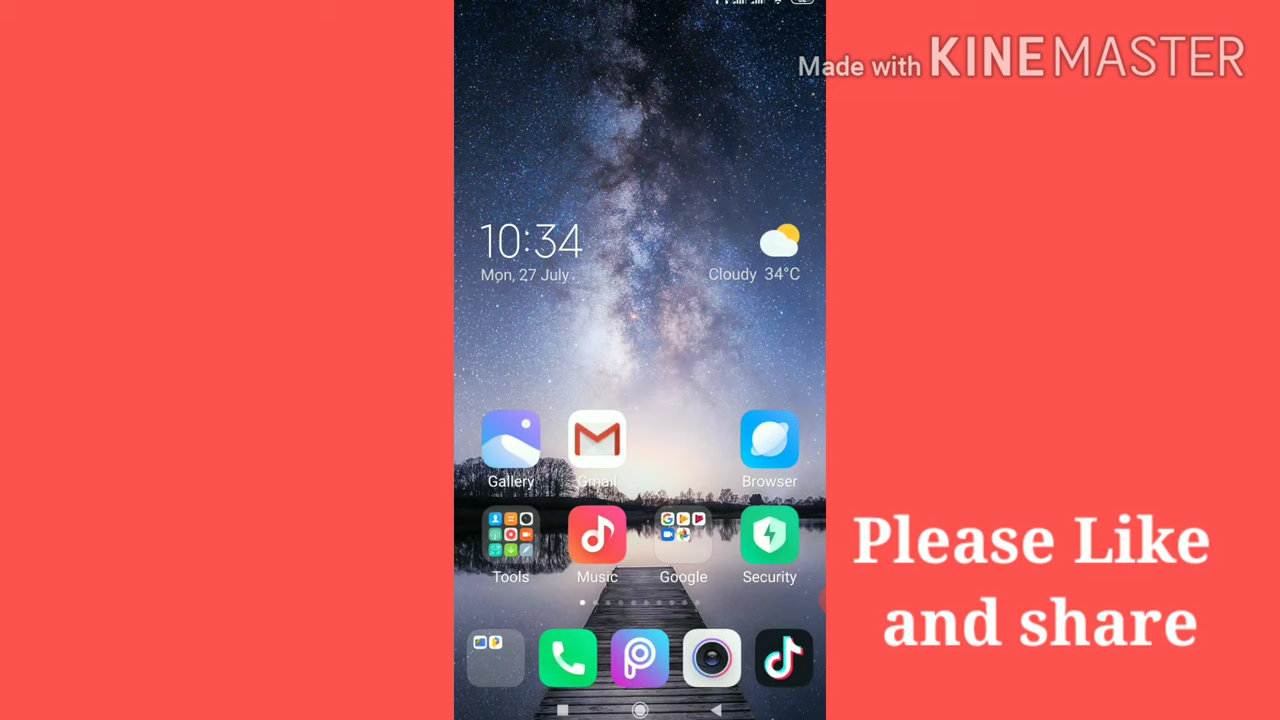 Made with KINEMASTER
10:34
Mon, 27 July
Cloudy 34°C
Gallery
Gmail
Browser
Tools
Music
Google
Security
Please Like
and share